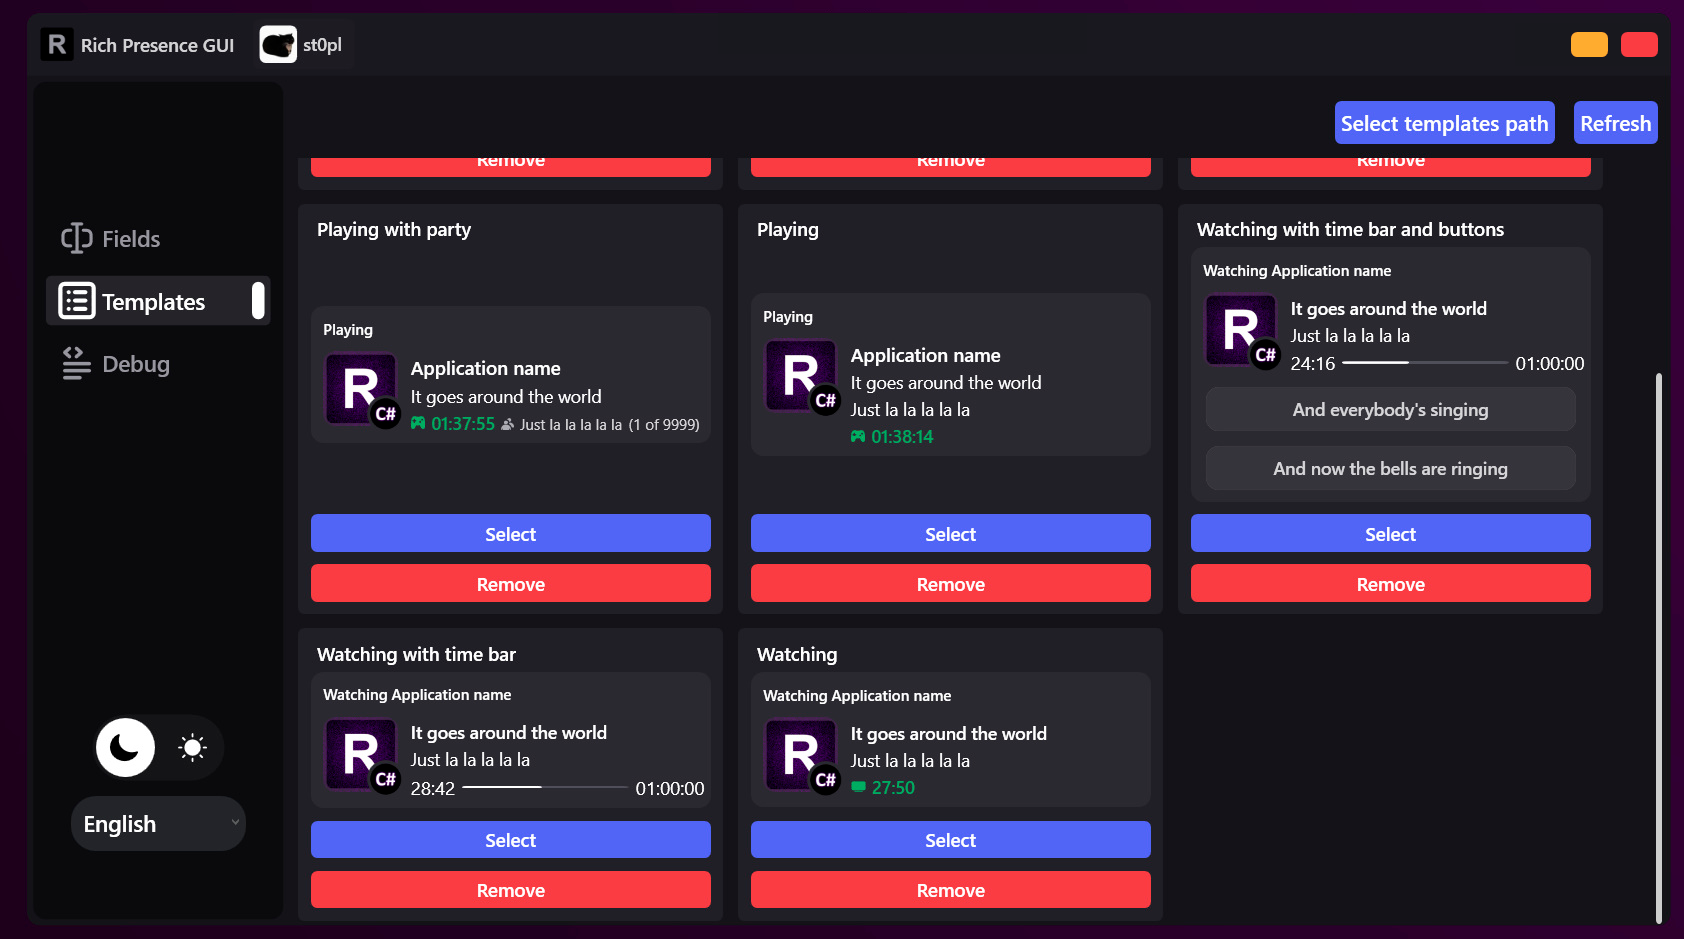 R Rich Presence GUI st0pl
Select templates path Refresh
Fields
Templates
Debug
English
Remove Remove Remove
Playing with party
Playing
R
C#
Application name
It goes around the world
01:37:55 Just la la la la la (1 of 9999)
Select
Remove
Playing
Playing
R
C#
Application name
It goes around the world
Just la la la la la
01:38:14
Select
Remove
Watching with time bar and buttons
Watching Application name
R
C#
It goes around the world
Just la la la la la
24:16 01:00:00
And everybody's singing
And now the bells are ringing
Select
Remove
Watching with time bar
Watching Application name
R
C#
It goes around the world
Just la la la la la
28:42 01:00:00
Select
Remove
Watching
Watching Application name
R
C#
It goes around the world
Just la la la la la
27:50
Select
Remove